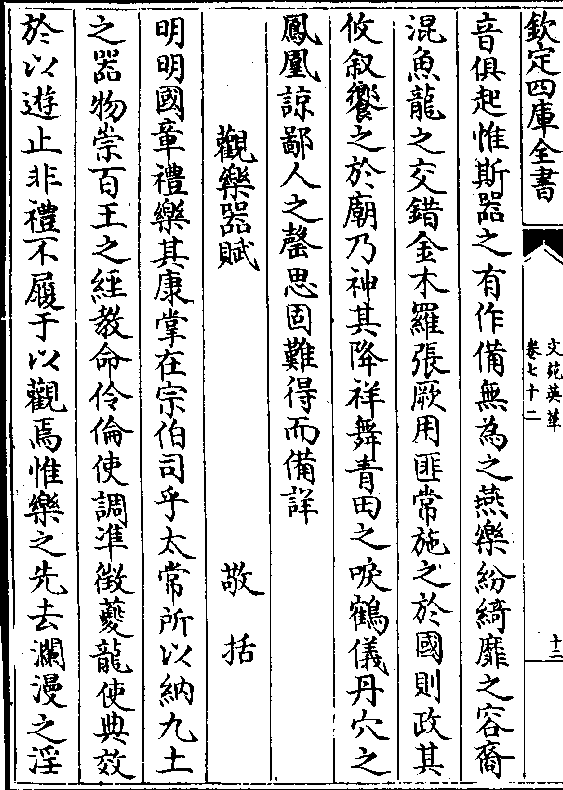 欽定四庫全書
文苑英華
卷七十二
十二
音俱起惟斯器之有作備無為之燕樂紛綺靡之容裔
混魚龍之交錯金木羅張厥用匪常施之於國則政其
攸叙饗之於廟乃神其降祥舞青田之唳鶴儀丹穴之
鳳凰諒鄙人之罄思固難得而備詳
觀樂器賦
敬括
明明國章禮樂其康掌在宗伯司乎太常所以納九土
之器物崇百王之經教命伶倫使調準徵夔龍使典效
於以遊止非禮不履于以觀焉惟樂之先去瀾漫之淫